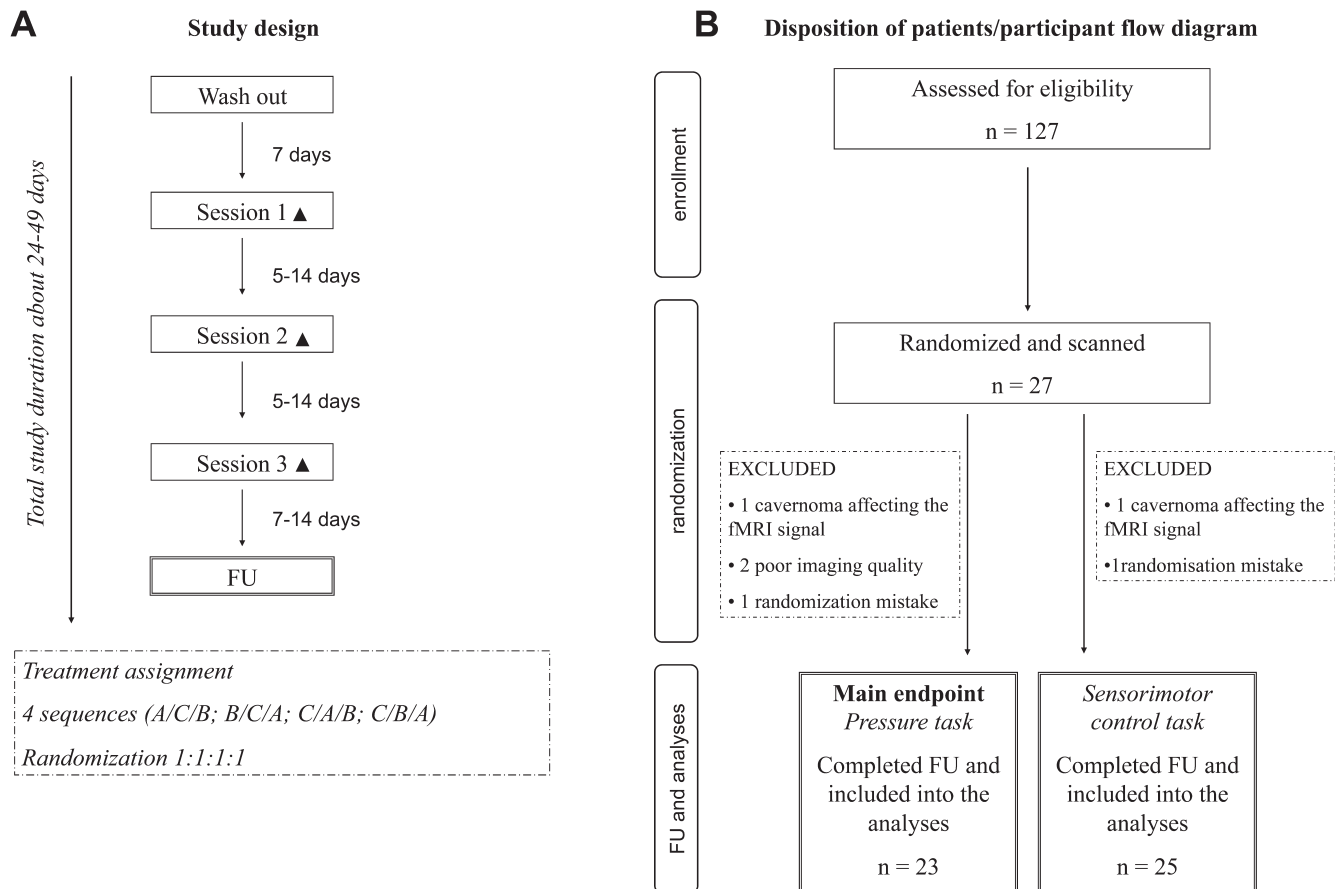 A
Study design
Total study duration about 24-49 days
Wash out
7 days
Session 1 ▲
5-14 days
Session 2 ▲
5-14 days
Session 3 ▲
7-14 days
FU
Treatment assignment
4 sequences (A/C/B; B/C/A; C/A/B; C/B/A)
Randomization 1:1:1:1
B
Disposition of patients/participant flow diagram
enrollment
Assessed for eligibility
n = 127
randomization
Randomized and scanned
n = 27
EXCLUDED
• 1 cavernoma affecting the
fMRI signal
• 2 poor imaging quality
• 1 randomization mistake
EXCLUDED
• 1 cavernoma affecting the
fMRI signal
•1randomisation mistake
FU and analyses
Main endpoint
Pressure task
Completed FU and
included into the
analyses
n = 23
Sensorimotor
control task
Completed FU and
included into the
analyses
n = 25